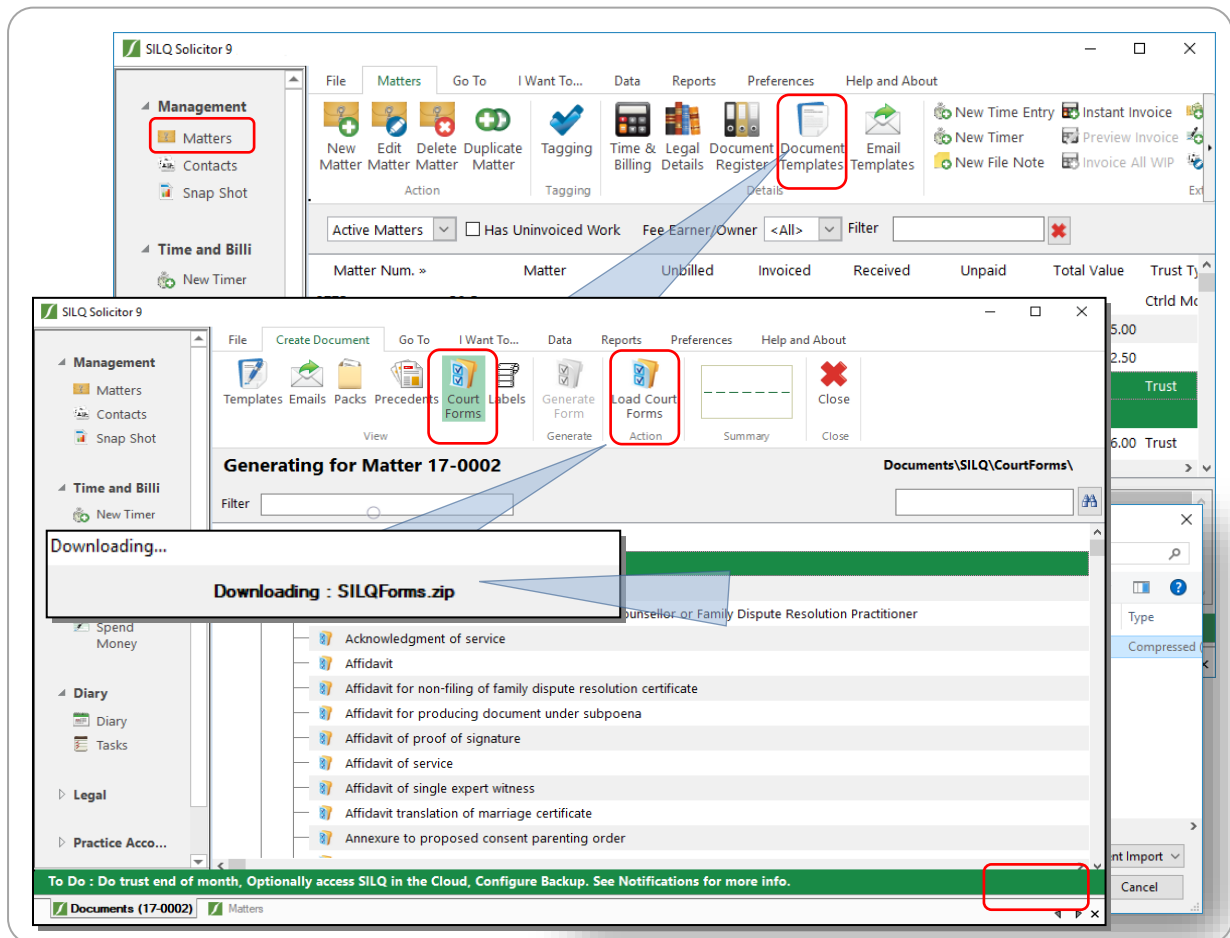 SILQ Solicitor 9
File Matters Go To I Want To... Data Reports Preferences Help and About
Management
Matters
Contacts
Snap Shot
Time and Billi
New Timer
New Matter
Edit Matter
Delete Matter
Duplicate Matter
Action
Tagging
Tagging
Time & Billing
Legal Details
Document Register
Document Templates
Email Templates
Details
New Time Entry
New Timer
New File Note
Instant Invoice
Preview Invoice
Invoice All WIP
Ext
Active Matters Has Uninvoiced Work Fee Earner/Owner <All> Filter
Matter Num. » Matter Unbilled Invoiced Received Unpaid Total Value Trust Ty
Ctrld Mo
5.00
2.50
Trust
6.00 Trust
SILQ Solicitor 9
File Create Document Go To I Want To... Data Reports Preferences Help and About
Management
Matters
Contacts
Snap Shot
Time and Billi
New Timer
Spend
Money
Diary
Diary
Tasks
Legal
Practice Acco...
Templates Emails Packs Precedents
Court
Forms
Labels
View
Generate
Form
Generate
Load Court
Forms
Action
Summary
Close
Close
Generating for Matter 17-0002 Documents\SILQ\CourtForms\
Filter
Downloading...
Downloading : SILQForms.zip
ounsellor or Family Dispute Resolution Practitioner
Acknowledgment of service
Affidavit
Affidavit for non-filing of family dispute resolution certificate
Affidavit for producing document under subpoena
Affidavit of proof of signature
Affidavit of service
Affidavit of single expert witness
Affidavit translation of marriage certificate
Annexure to proposed consent parenting order
To Do : Do trust end of month, Optionally access SILQ in the Cloud, Configure Backup. See Notifications for more info.
Documents (17-0002) Matters
Type
Compressed (
nt Import
Cancel